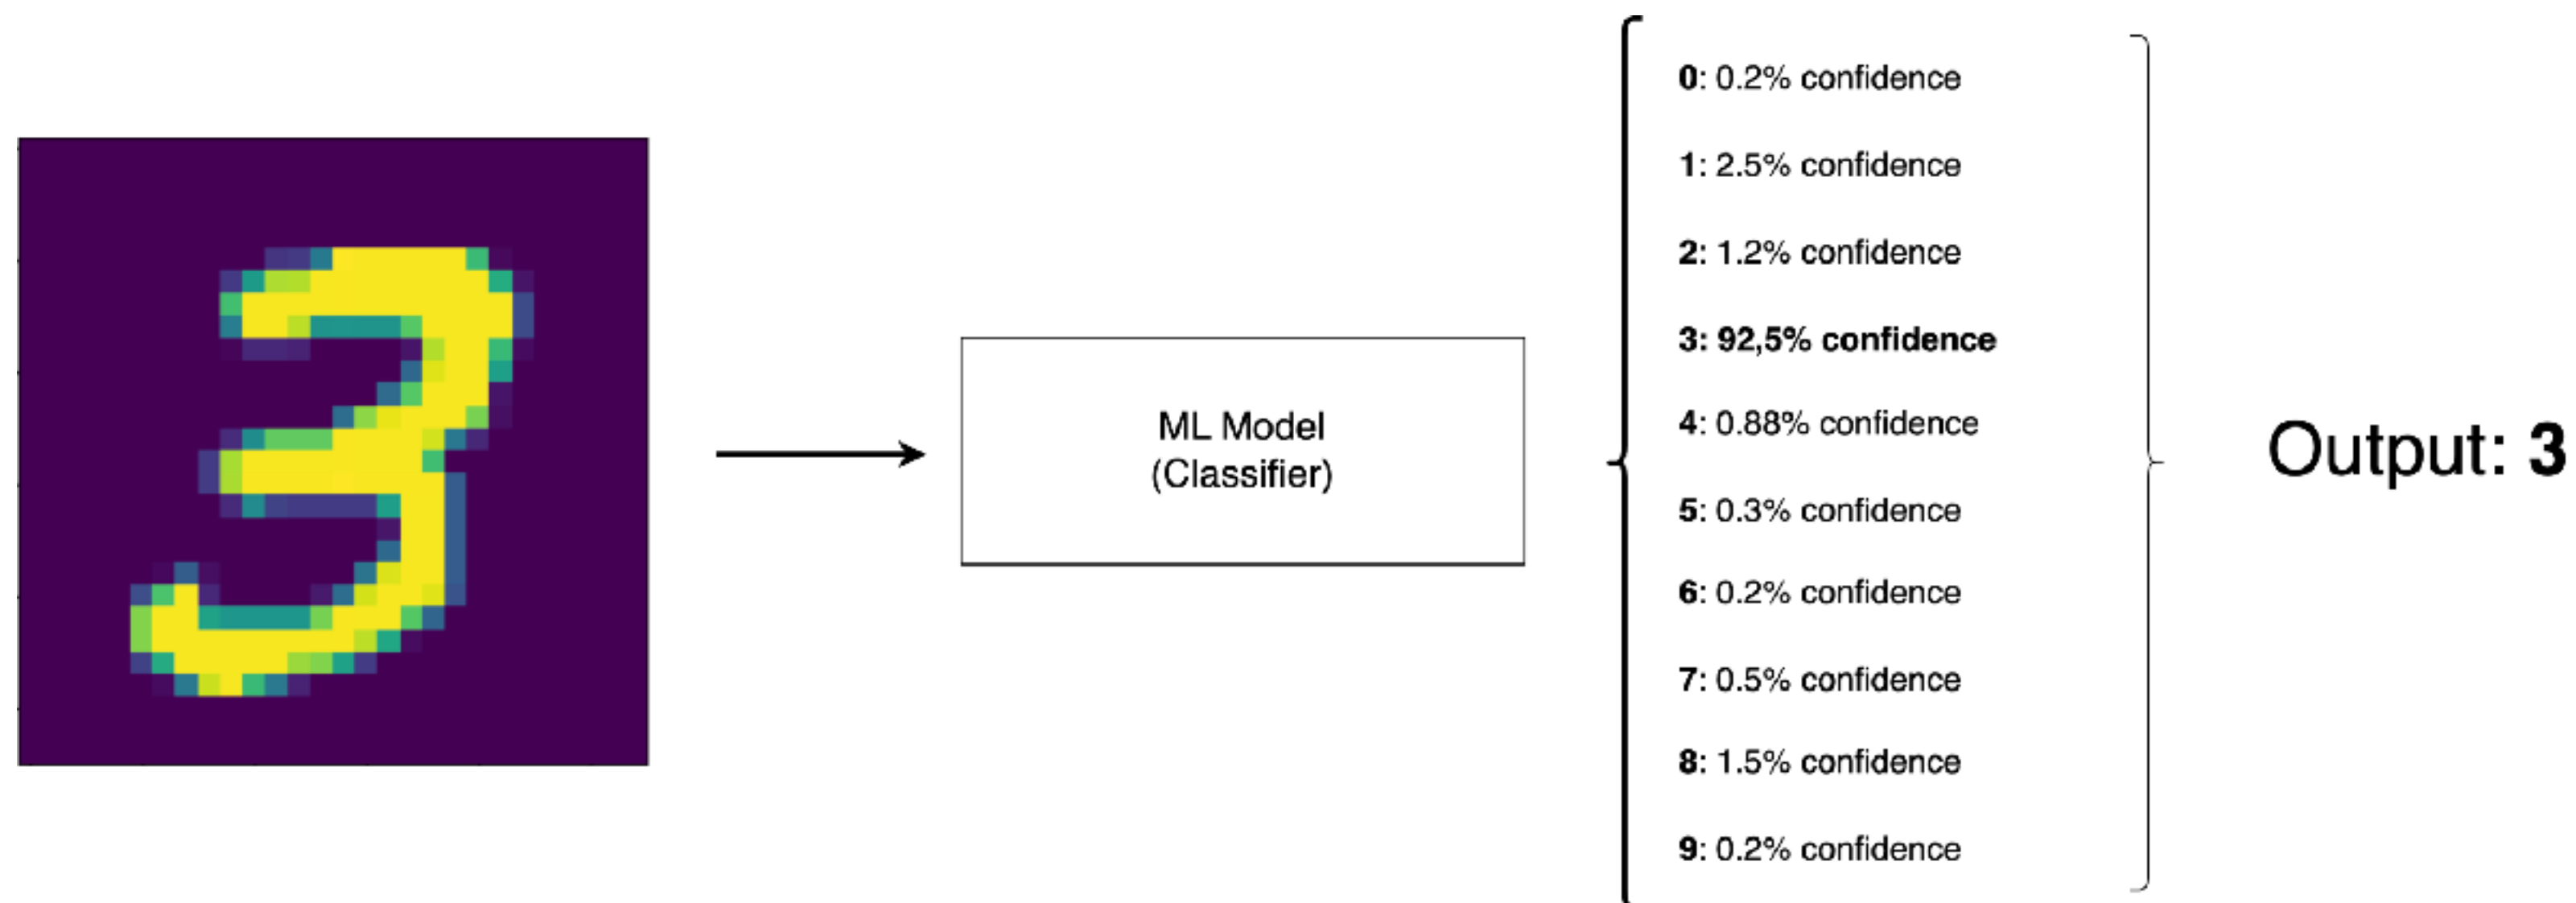 3
ML Model
(Classifier)
0: 0.2% confidence
1: 2.5% confidence
2: 1.2% confidence
3: 92,5% confidence
4: 0.88% confidence
5: 0.3% confidence
6: 0.2% confidence
7: 0.5% confidence
8: 1.5% confidence
9: 0.2% confidence
Output: 3